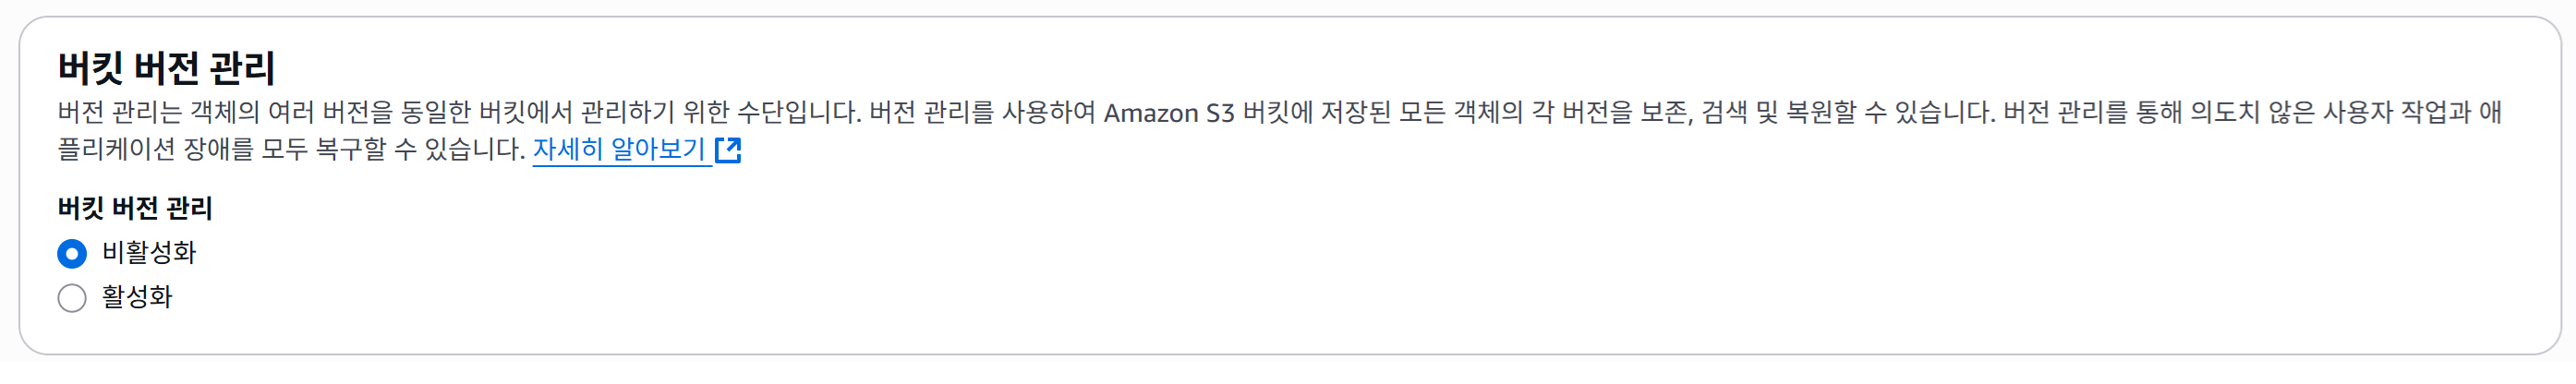 버킷 버전 관리
버전 관리는 객체의 여러 버전을 동일한 버킷에서 관리하기 위한 수단입니다. 버전 관리를 사용하여 Amazon S3 버킷에 저장된 모든 객체의 각 버전을 보존, 검색 및 복원할 수 있습니다. 버전 관리를 통해 의도치 않은 사용자 작업과 애
플리케이션 장애를 모두 복구할 수 있습니다. 자세히 알아보기
버킷 버전 관리
비활성화
활성화